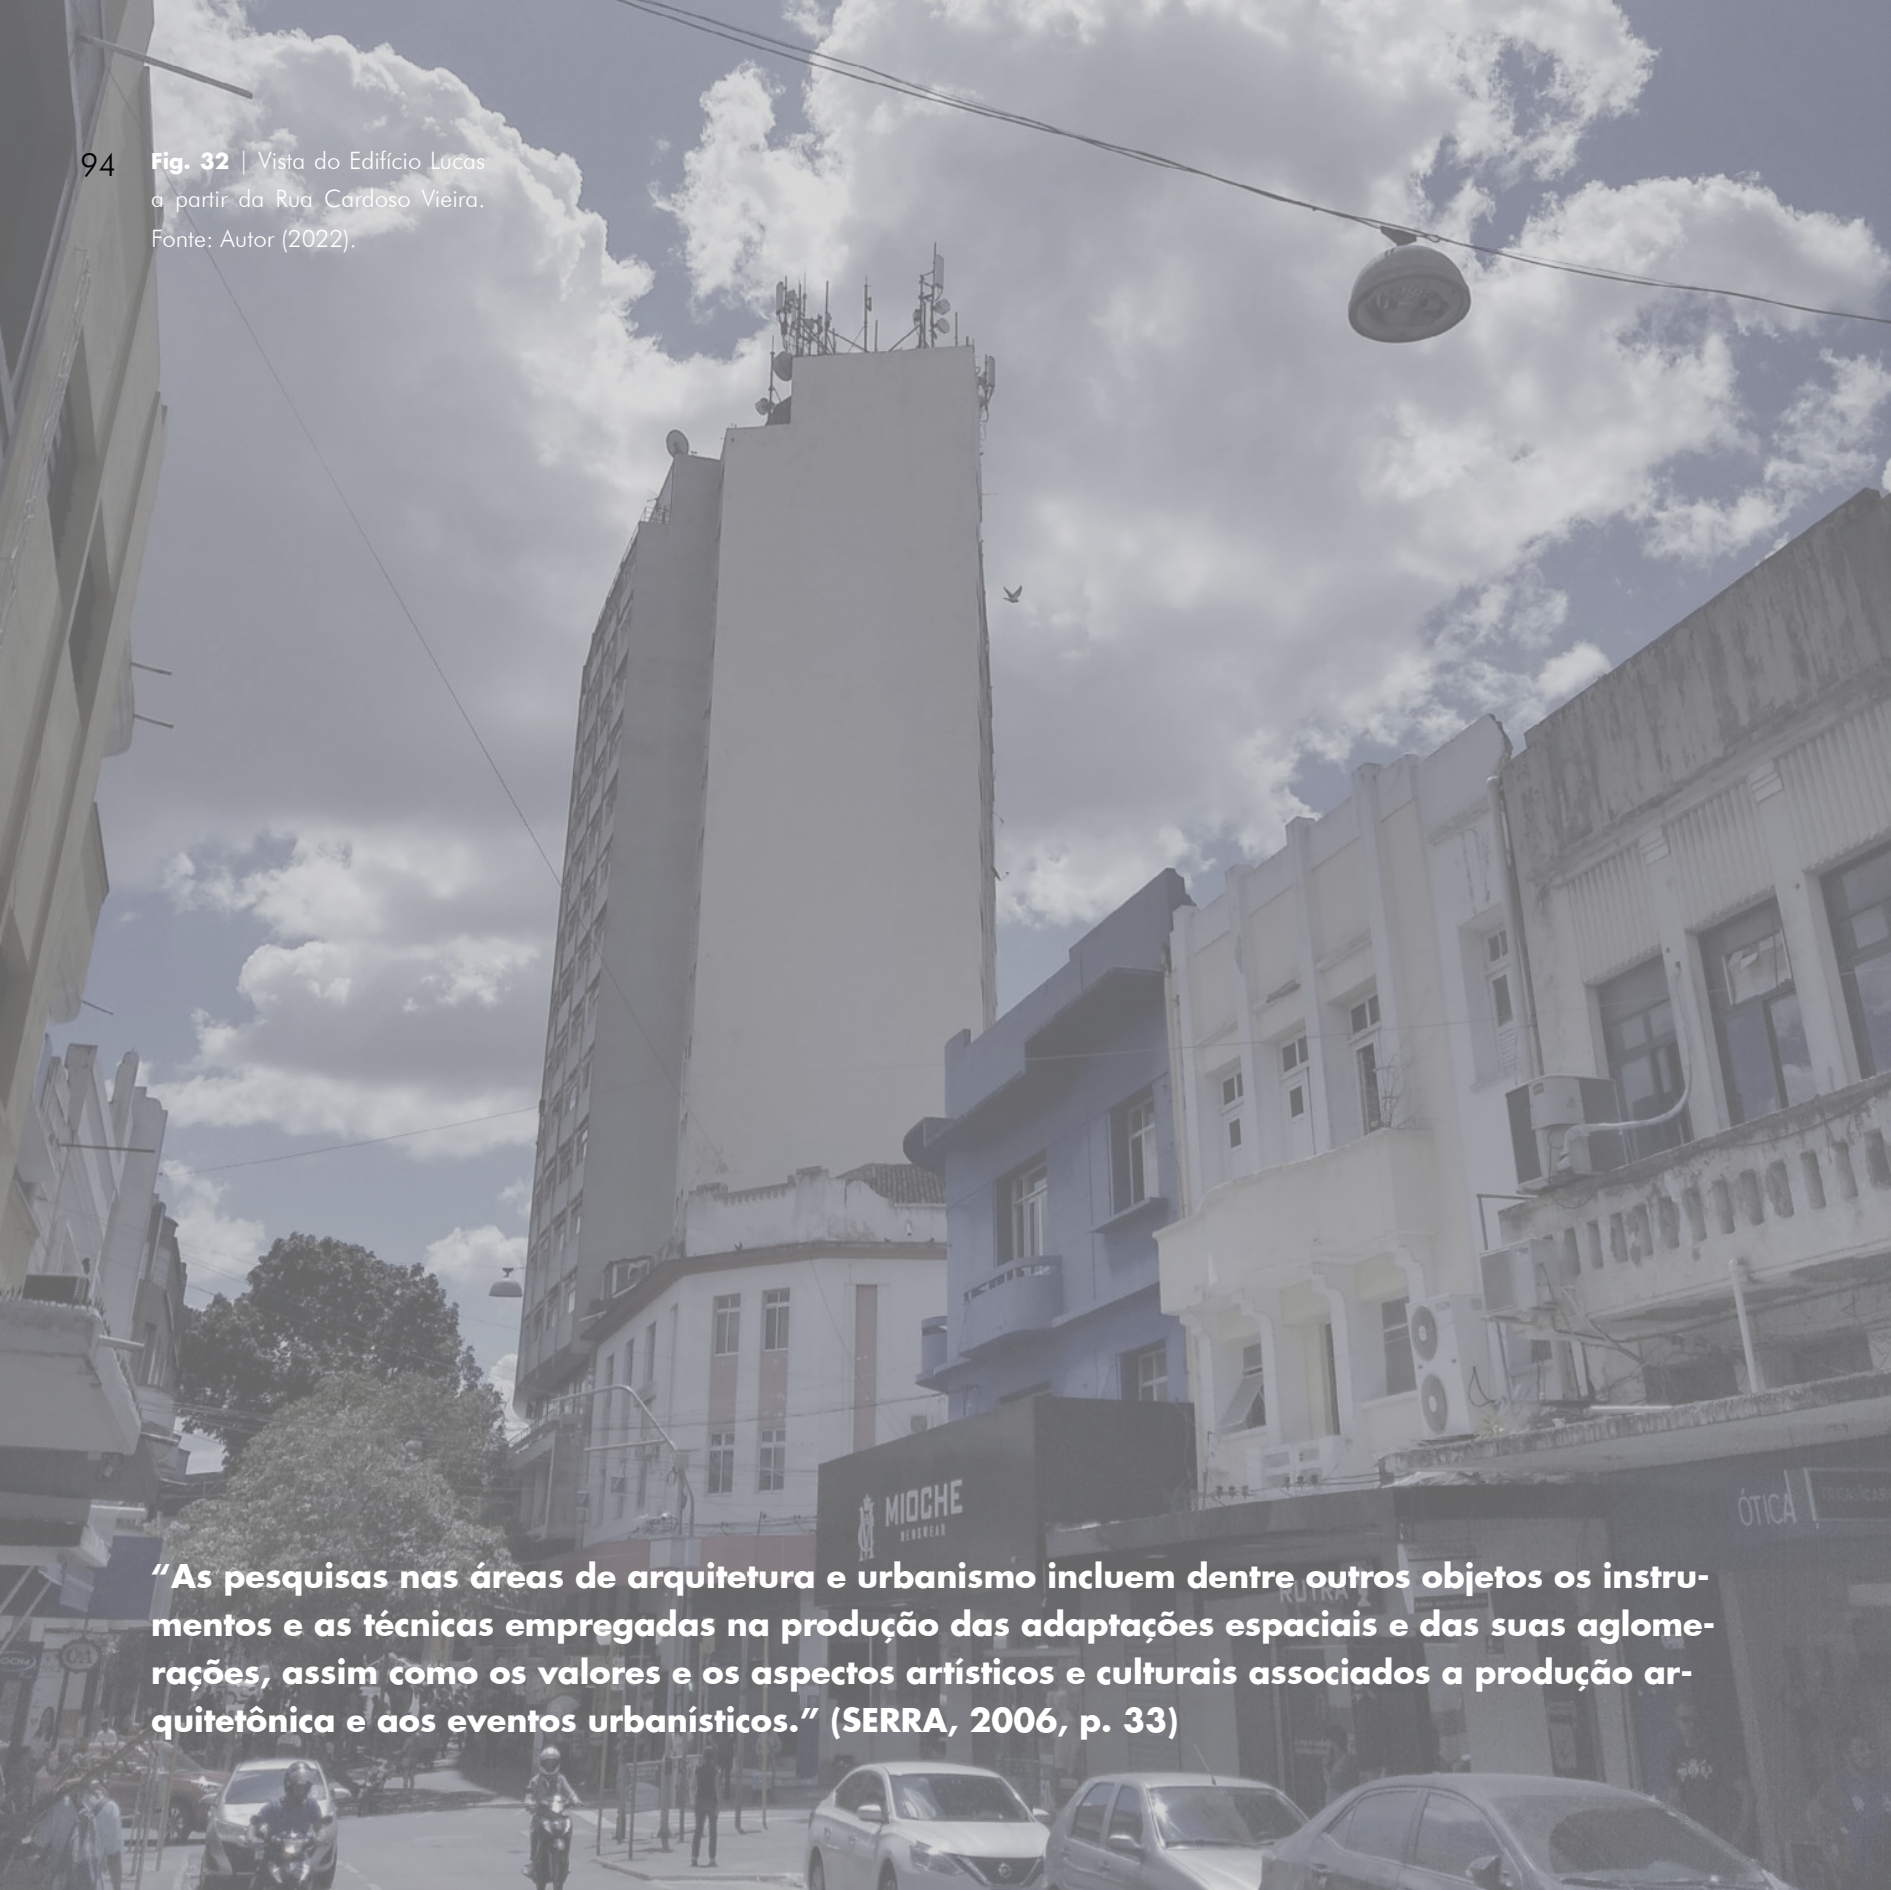 94
Fig. 32 | Vista do Edifício Lucas
a partir da Rua Cardoso Vieira.
Fonte: Autor (2022).
MIOCHE
MENSWEAR
ÓTICA
“As pesquisas nas áreas de arquitetura e urbanismo incluem dentre outros objetos os instru-
mentos e as técnicas empregadas na produção das adaptações espaciais e das suas aglome-
rações, assim como os valores e os aspectos artísticos e culturais associados a produção ar-
quitetônica e aos eventos urbanísticos.” (SERRA, 2006, p. 33)